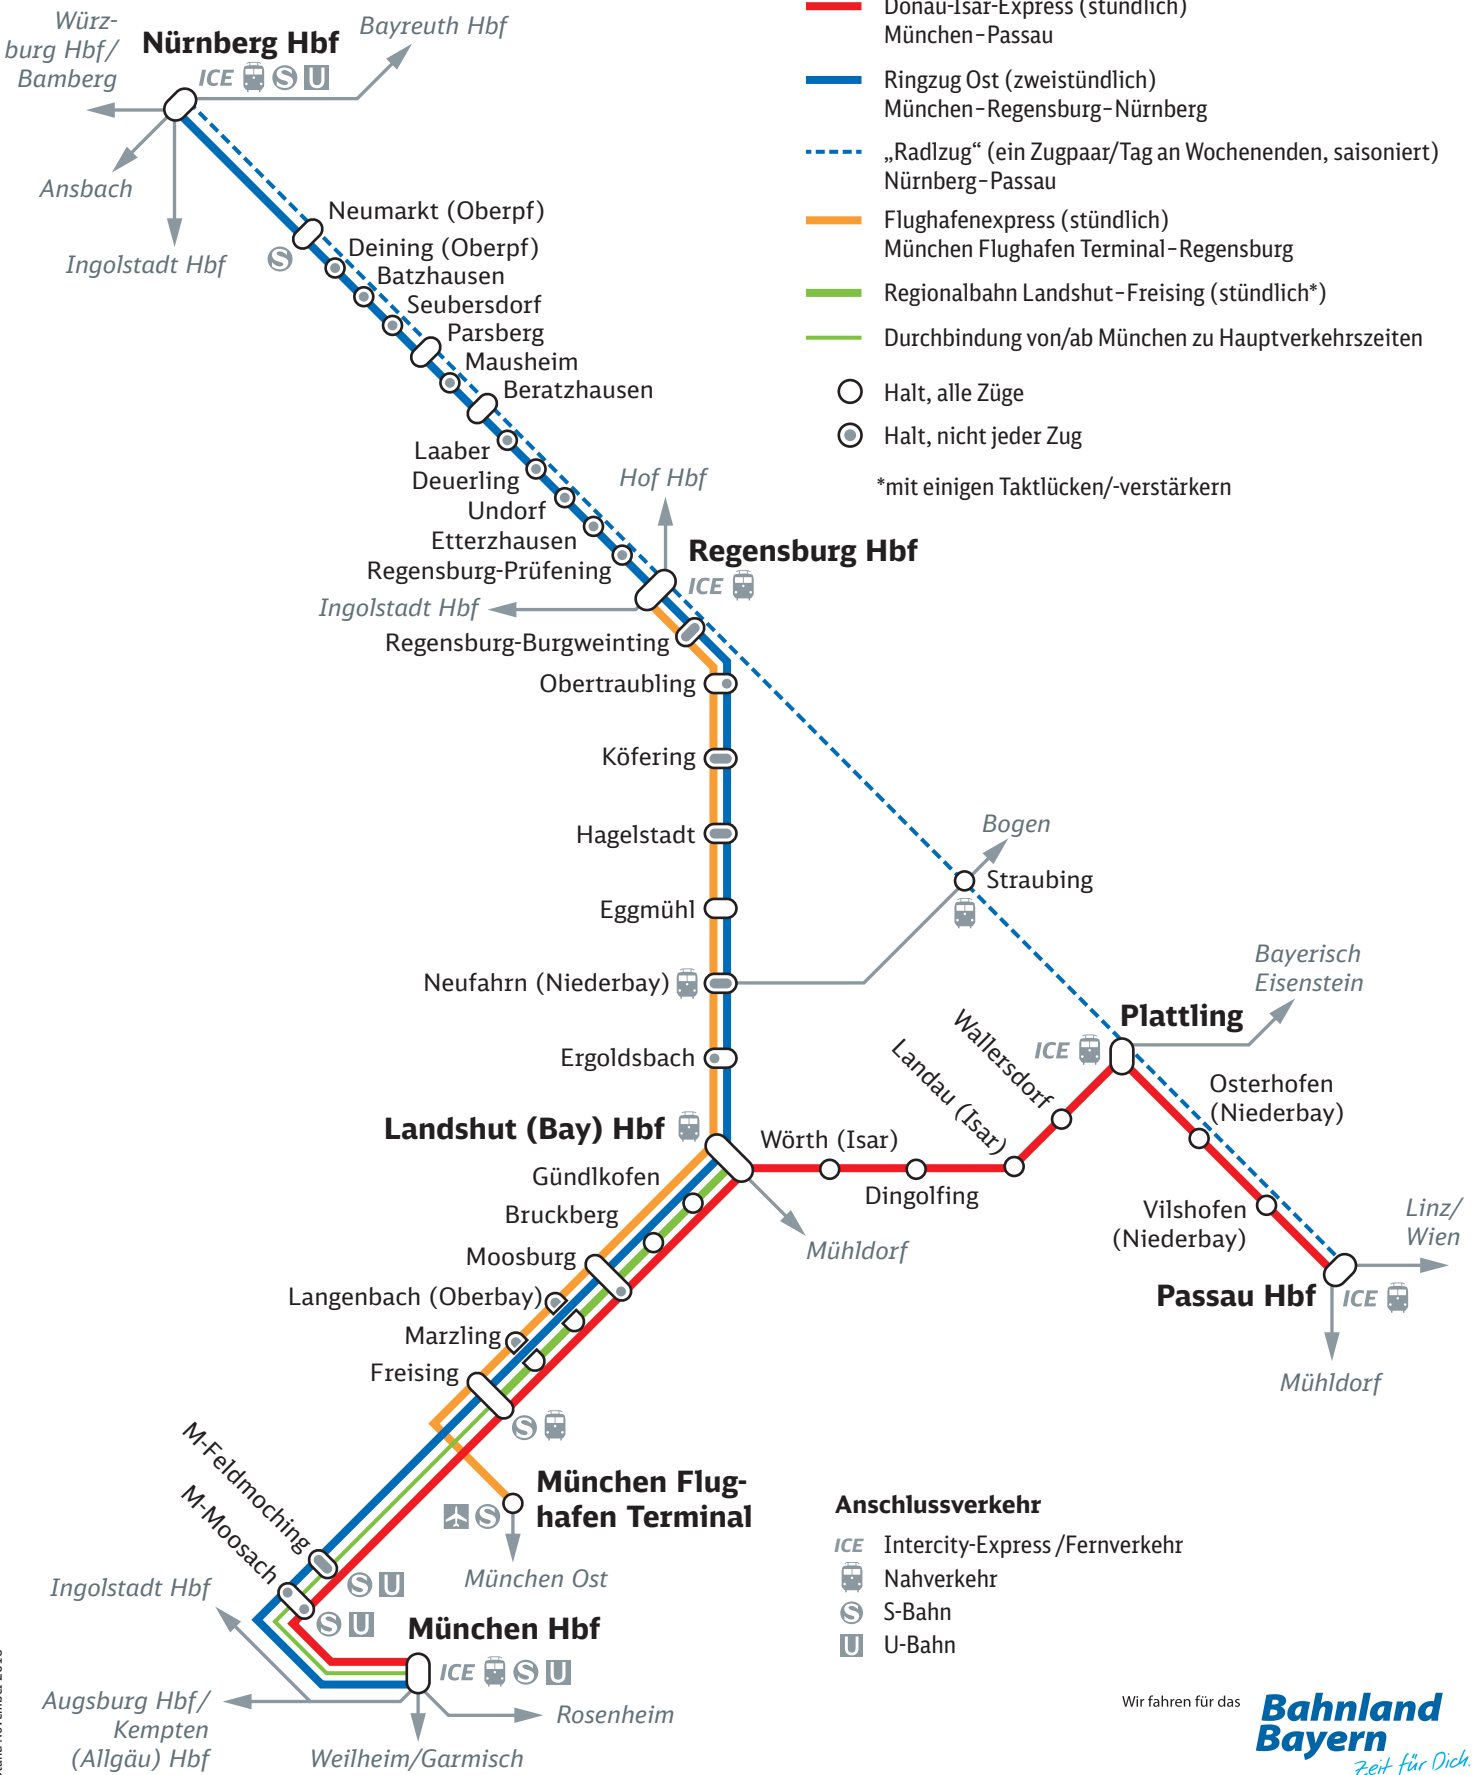 Donau-Isar-Express (stündlich)
München–Passau
Ringzug Ost (zweistündlich)
München–Regensburg–Nürnberg
„Radlzug“ (ein Zugpaar/Tag an Wochenenden, saisoniert)
Nürnberg–Passau
Flughafenexpress (stündlich)
München Flughafen Terminal–Regensburg
Regionalbahn Landshut–Freising (stündlich*)
Durchbindung von/ab München zu Hauptverkehrszeiten
Halt, alle Züge
Halt, nicht jeder Zug
*mit einigen Taktlücken/-verstärkern
Würz-
burg Hbf/
Bamberg
Nürnberg Hbf
ICE S U
Bayreuth Hbf
Ansbach
Ingolstadt Hbf
Neumarkt (Oberpf)
S
Deining (Oberpf)
Batzhausen
Seubersdorf
Parsberg
Mausheim
Beratzhausen
Laaber
Deuerling
Undorf
Etterzhausen
Regensburg-Prüfening
Hof Hbf
Regensburg Hbf
ICE
Ingolstadt Hbf
Regensburg-Burgweinting
Obertraubling
Köfering
Hagelstadt
Eggmühl
Neufahrn (Niederbay)
Ergoldsbach
Bogen
Straubing
Bayerisch
Eisenstein
Plattling
ICE
Wallersdorf
Landau (Isar)
Osterhofen
(Niederbay)
Landshut (Bay) Hbf
Wörth (Isar)
Dingolfing
Vilshofen
(Niederbay)
Linz/
Wien
Passau Hbf
ICE
Mühldorf
Mühldorf
Gündlkofen
Bruckberg
Moosburg
Langenbach (Oberbay)
Marzling
Freising
S
München Flug-
hafen Terminal
S
München Ost
M-Feldmoching
S U
M-Moosach
S U
Ingolstadt Hbf
München Hbf
ICE S U
Augsburg Hbf/
Kempten
(Allgäu) Hbf
Weilheim/Garmisch
Rosenheim
Anschlussverkehr
ICE Intercity-Express /Fernverkehr
Nahverkehr
S S-Bahn
U U-Bahn
Wir fahren für das
Bahnland
Bayern
Zeit für Dich.